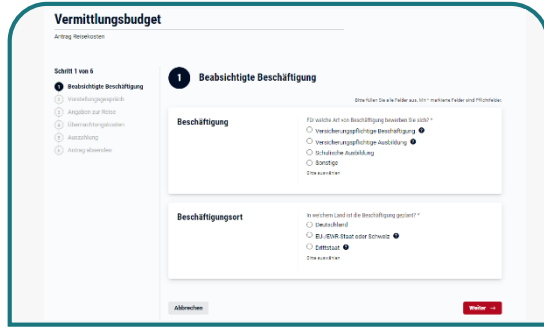 Vermittlungsbudget
Antrag Reisekosten
Schritt 1 von 6
1 Beabsichtigte Beschäftigung
2 Vorstellungsgespräch
3 Angaben zur Reise
4 Übernachtungskosten
5 Auszahlung
6 Antrag absenden
1 Beabsichtigte Beschäftigung
Bitte füllen Sie alle Felder aus. Mit * markierte Felder sind Pflichtfelder.
Beschäftigung
Für welche Art von Beschäftigung bewerben Sie sich? *
Versicherungspflichtige Beschäftigung ?
Versicherungspflichtige Ausbildung ?
Schulische Ausbildung
Sonstige
Bitte auswählen
Beschäftigungsort
In welchem Land ist die Beschäftigung geplant? *
Deutschland
EU-/EWR-Staat oder Schweiz ?
Drittstaat ?
Bitte auswählen
Abbrechen
Weiter →